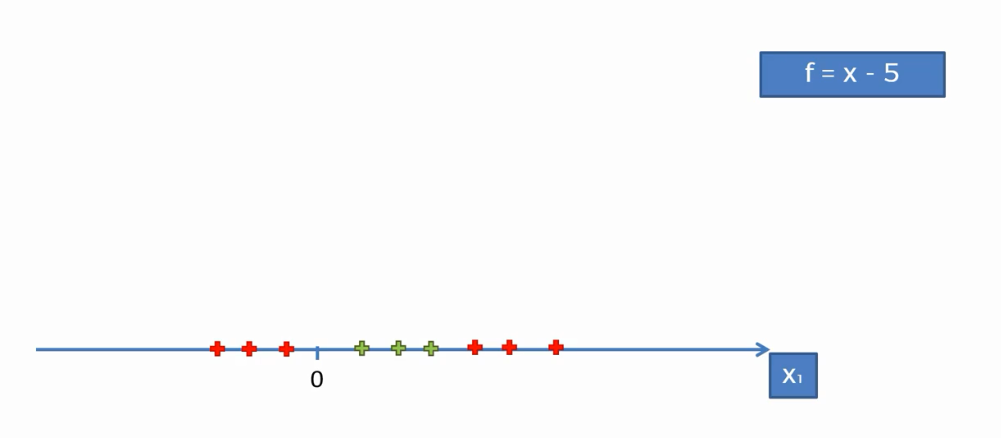 f = x - 5
0
x₁